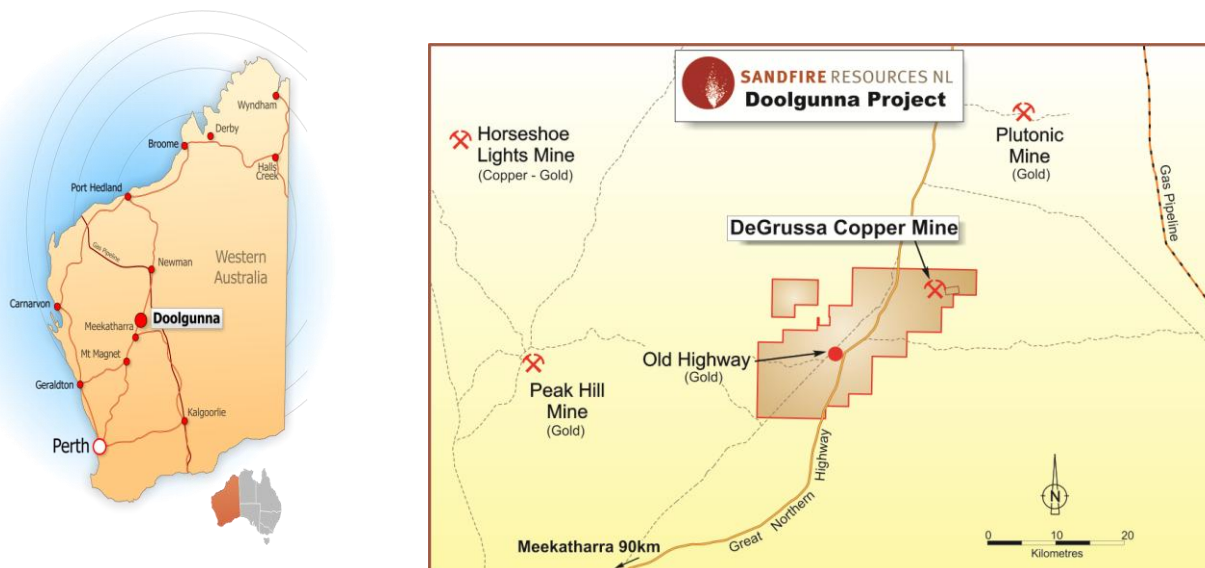 Wyndham
Derby
Broome
Halls
Creek
Port Hedland
Gas Pipeline
Newman
Western
Australia
Carnarvon
Doolgunna
Meekatharra
Mt Magnet
Geraldton
Kalgoorlie
Perth
SANDFIRE RESOURCES NL
Doolgunna Project
Horseshoe
Lights Mine
(Copper - Gold)
Plutonic
Mine
(Gold)
Gas Pipeline
DeGrussa Copper Mine
Old Highway
(Gold)
Peak Hill
Mine
(Gold)
Great Northern Highway
N
0 10 20
Kilometres
Meekatharra 90km